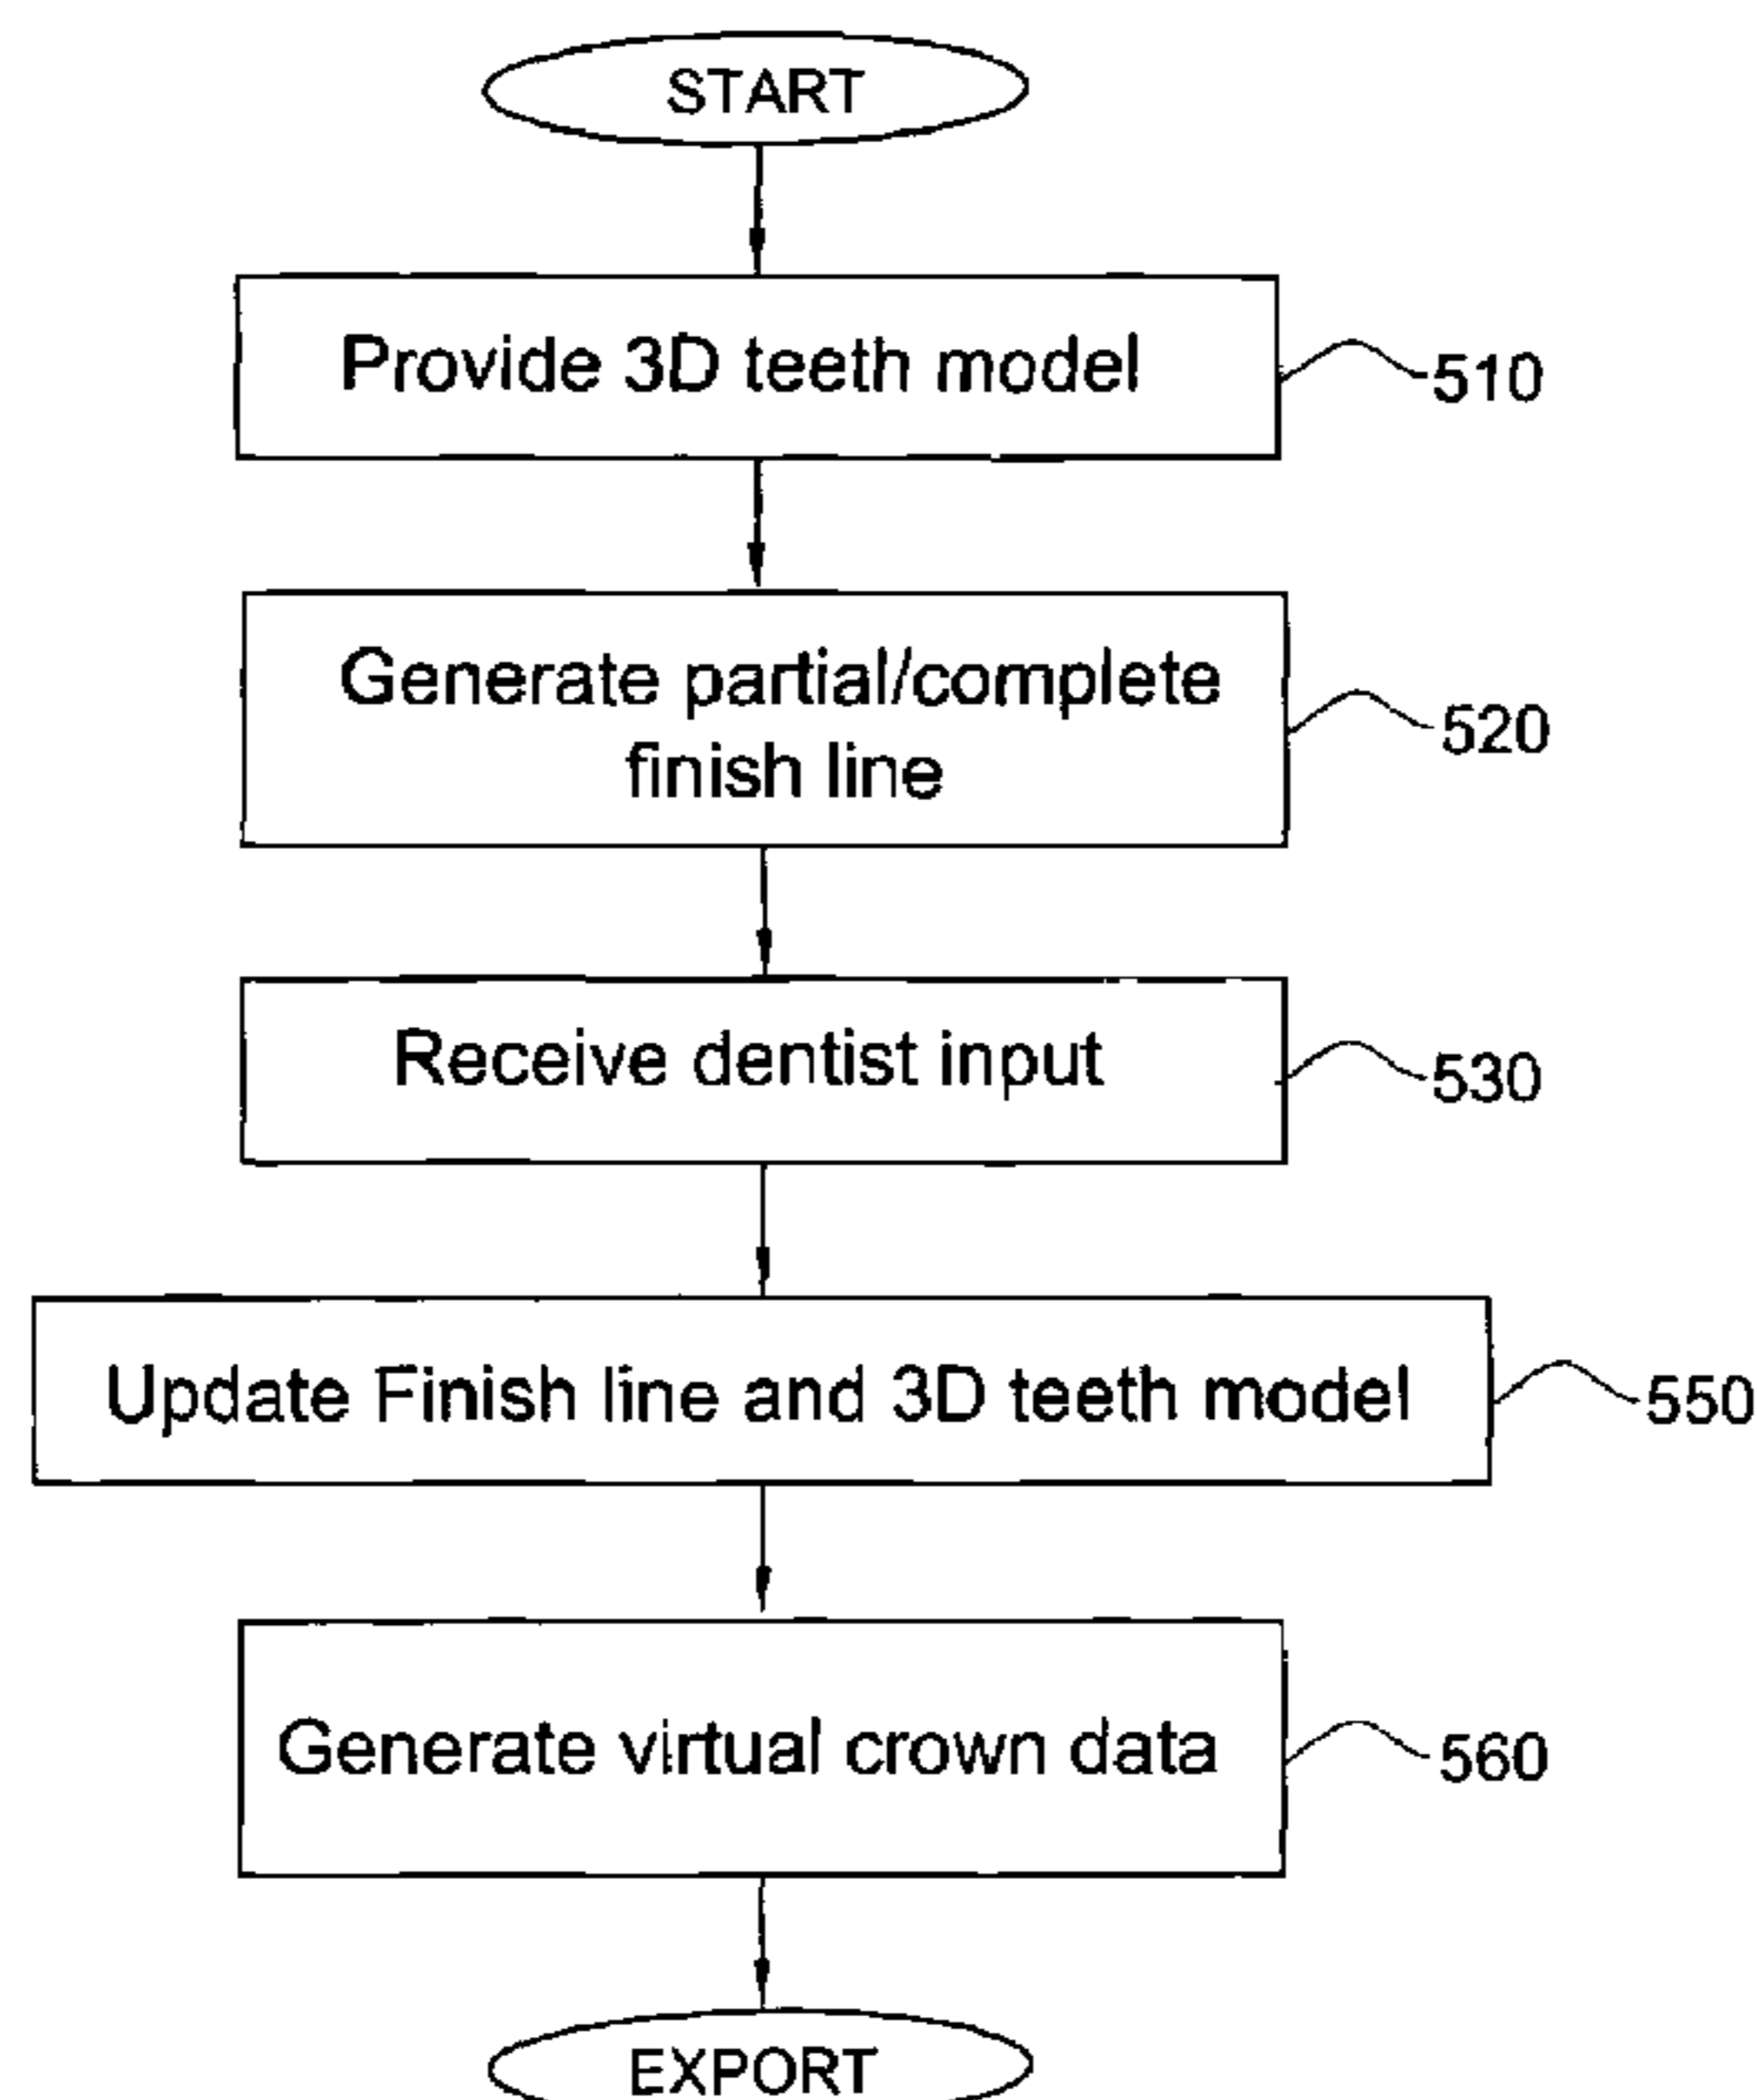 START
Provide 3D teeth model
510
Generate partial/complete
finish line
520
Receive dentist input
530
Update Finish line and 3D teeth model
550
Generate virtual crown data
560
EXPORT